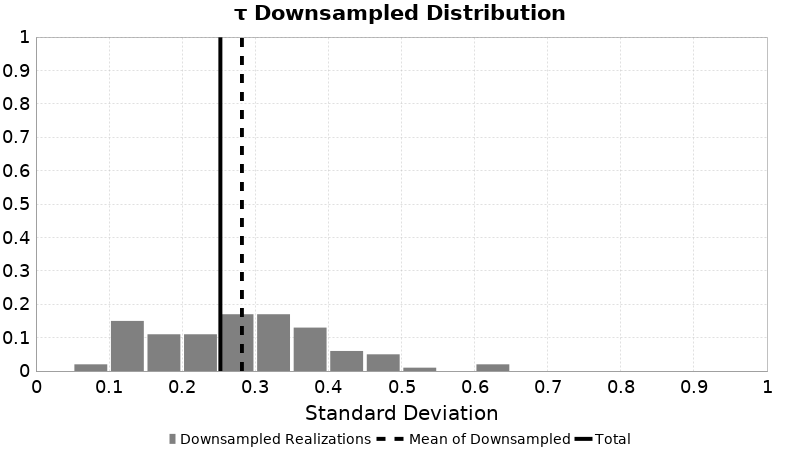 τ Downsampled Distribution
1
0.9
0.8
0.7
0.6
0.5
0.4
0.3
0.2
0.1
0
0 0.1 0.2 0.3 0.4 0.5 0.6 0.7 0.8 0.9 1
Standard Deviation
Downsampled Realizations Mean of Downsampled Total